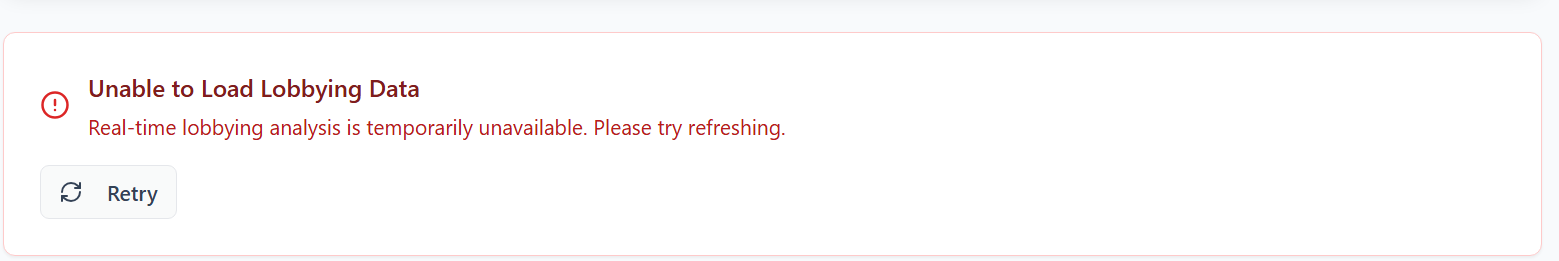 Unable to Load Lobbying Data
Real-time lobbying analysis is temporarily unavailable. Please try refreshing.
Retry